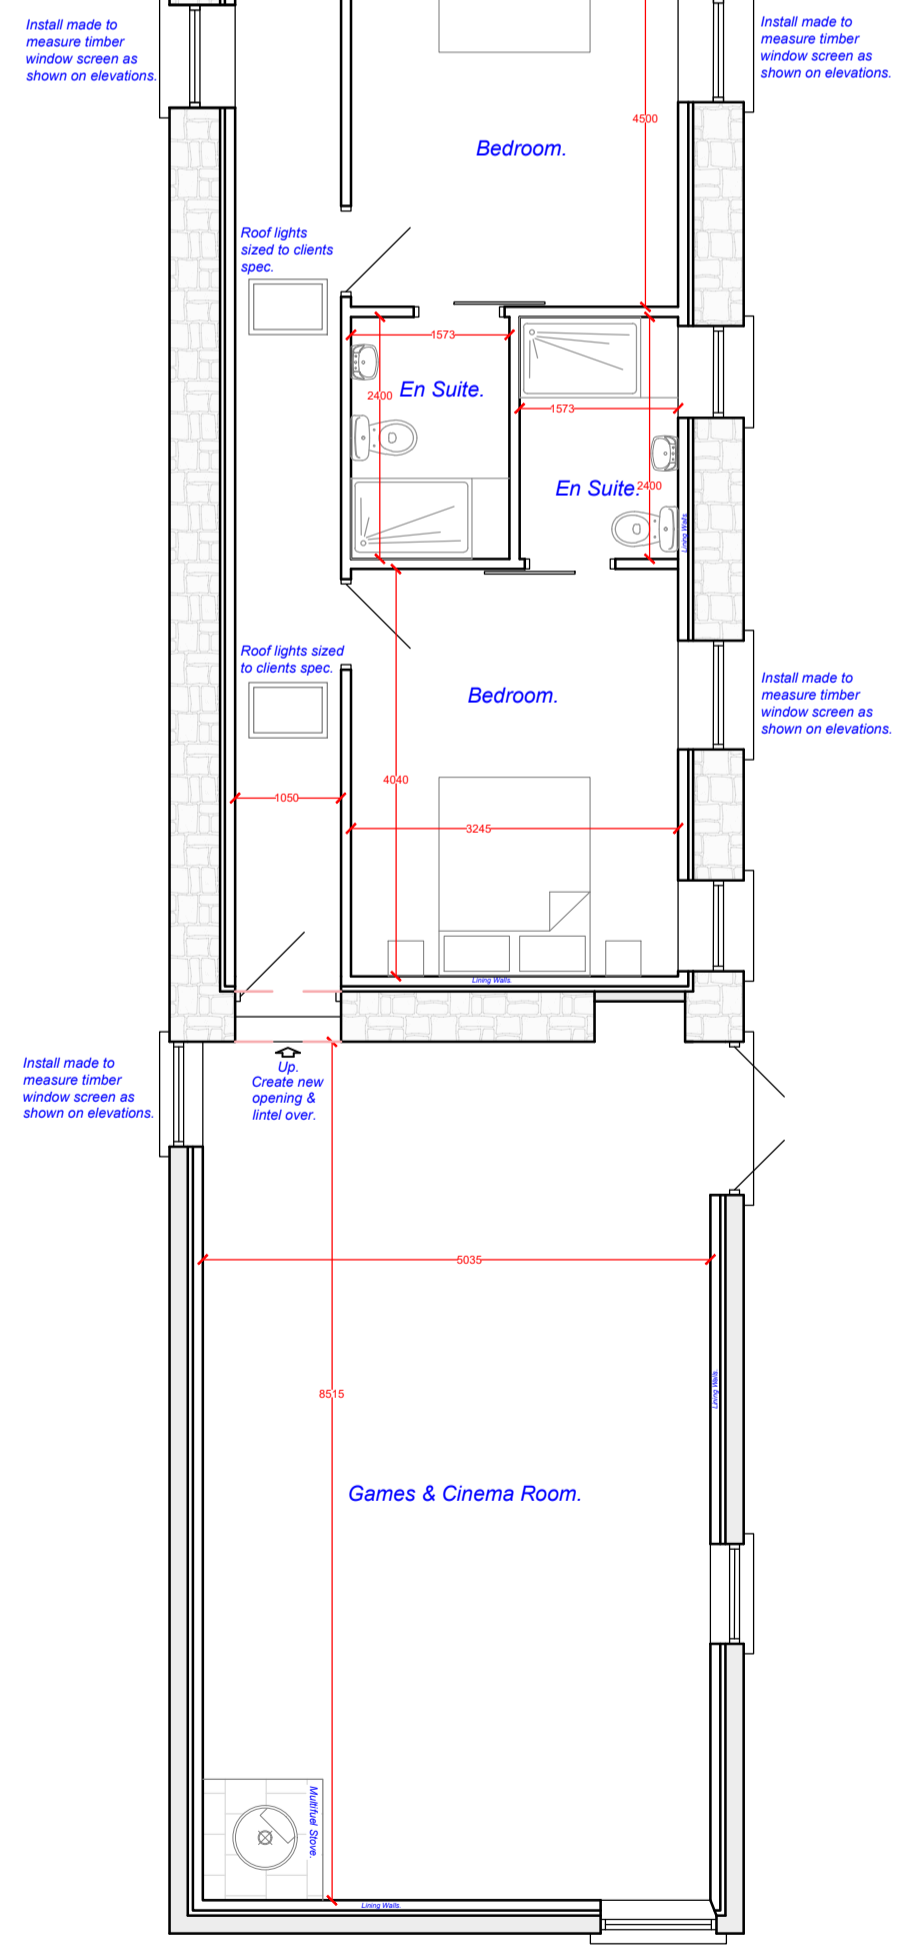 Install made to
measure timber
window screen as
shown on elevations.
Install made to
measure timber
window screen as
shown on elevations.
4500
Bedroom.
Roof lights
sized to clients
spec.
1573
2400
En Suite.
1573
En Suite.
2400
Lining Walls.
Roof lights sized
to clients spec.
Bedroom.
Install made to
measure timber
window screen as
shown on elevations.
4040
1050
3245
Lining Walls.
Install made to
measure timber
window screen as
shown on elevations.
Up.
Create new
opening &
lintel over.
5035
8515
Lining Walls.
Games & Cinema Room.
Multifuel Stove.
Lining Walls.